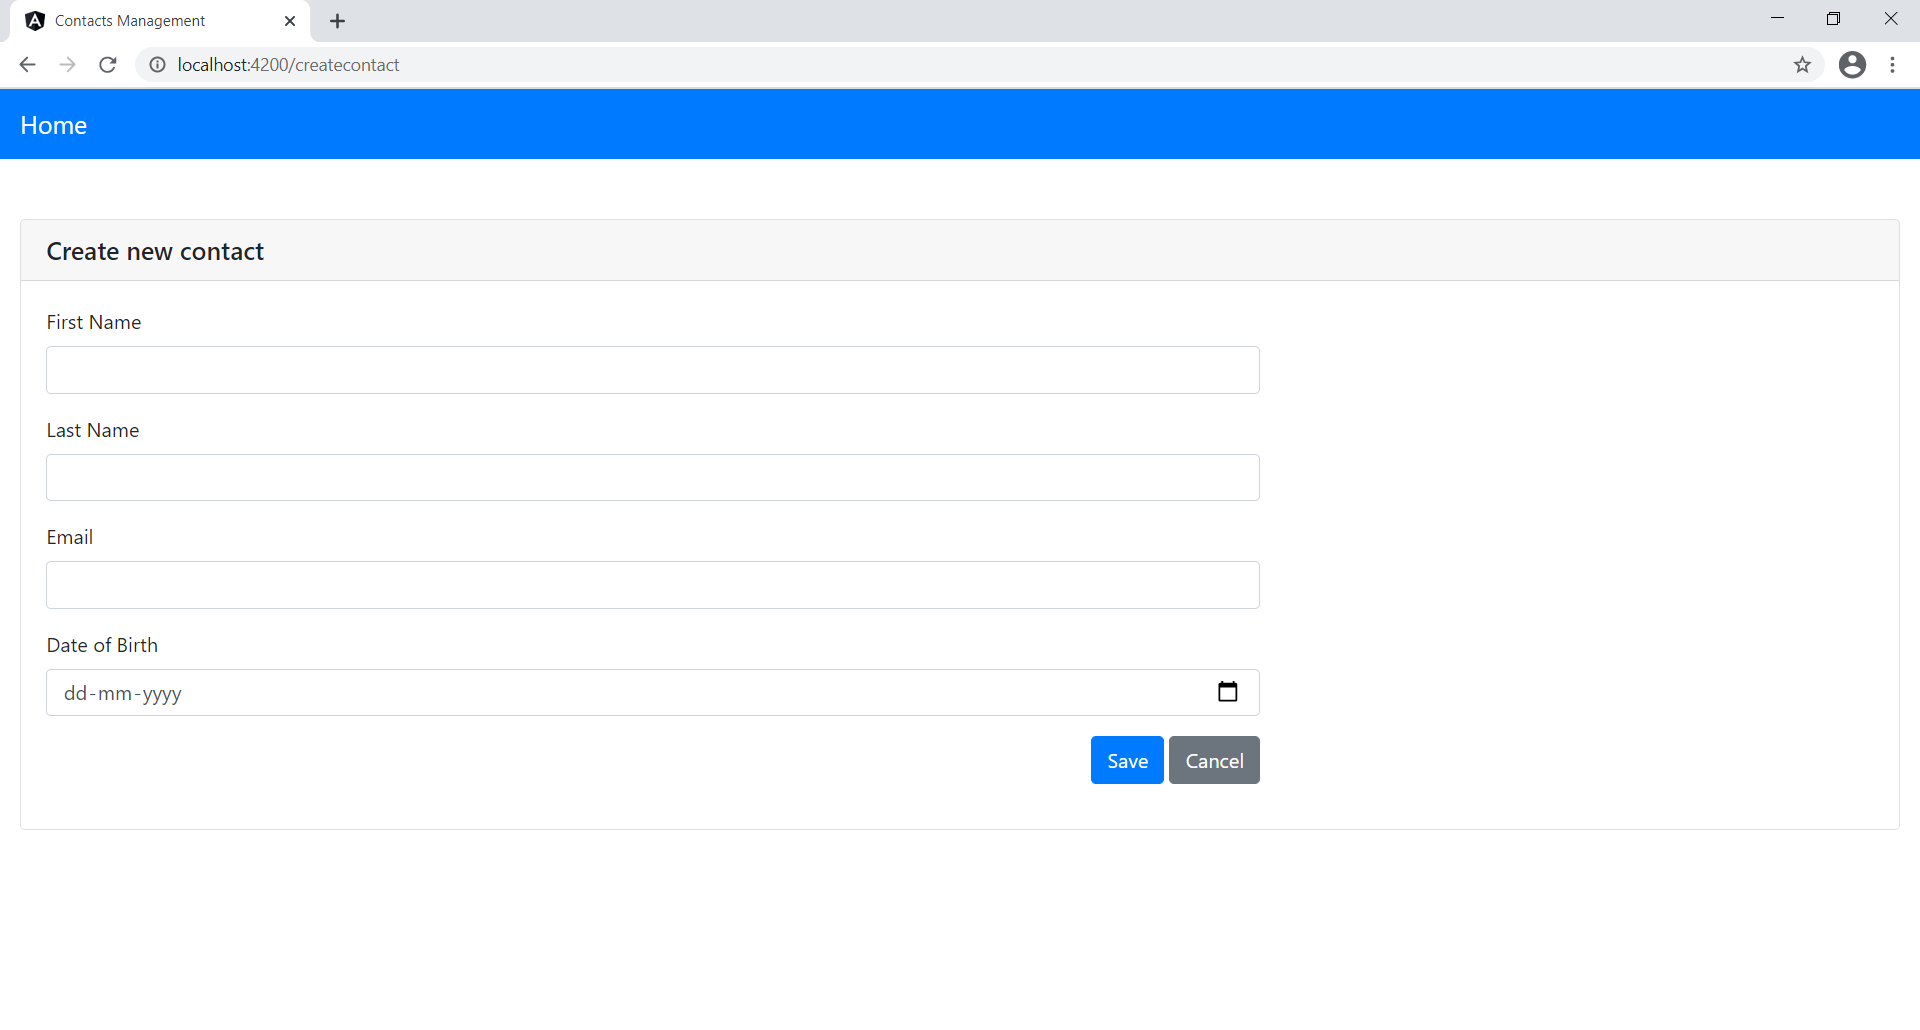 Contacts Management
localhost:4200/createcontact
Home
Create new contact
First Name
Last Name
Email
Date of Birth
dd-mm-yyyy
Save Cancel